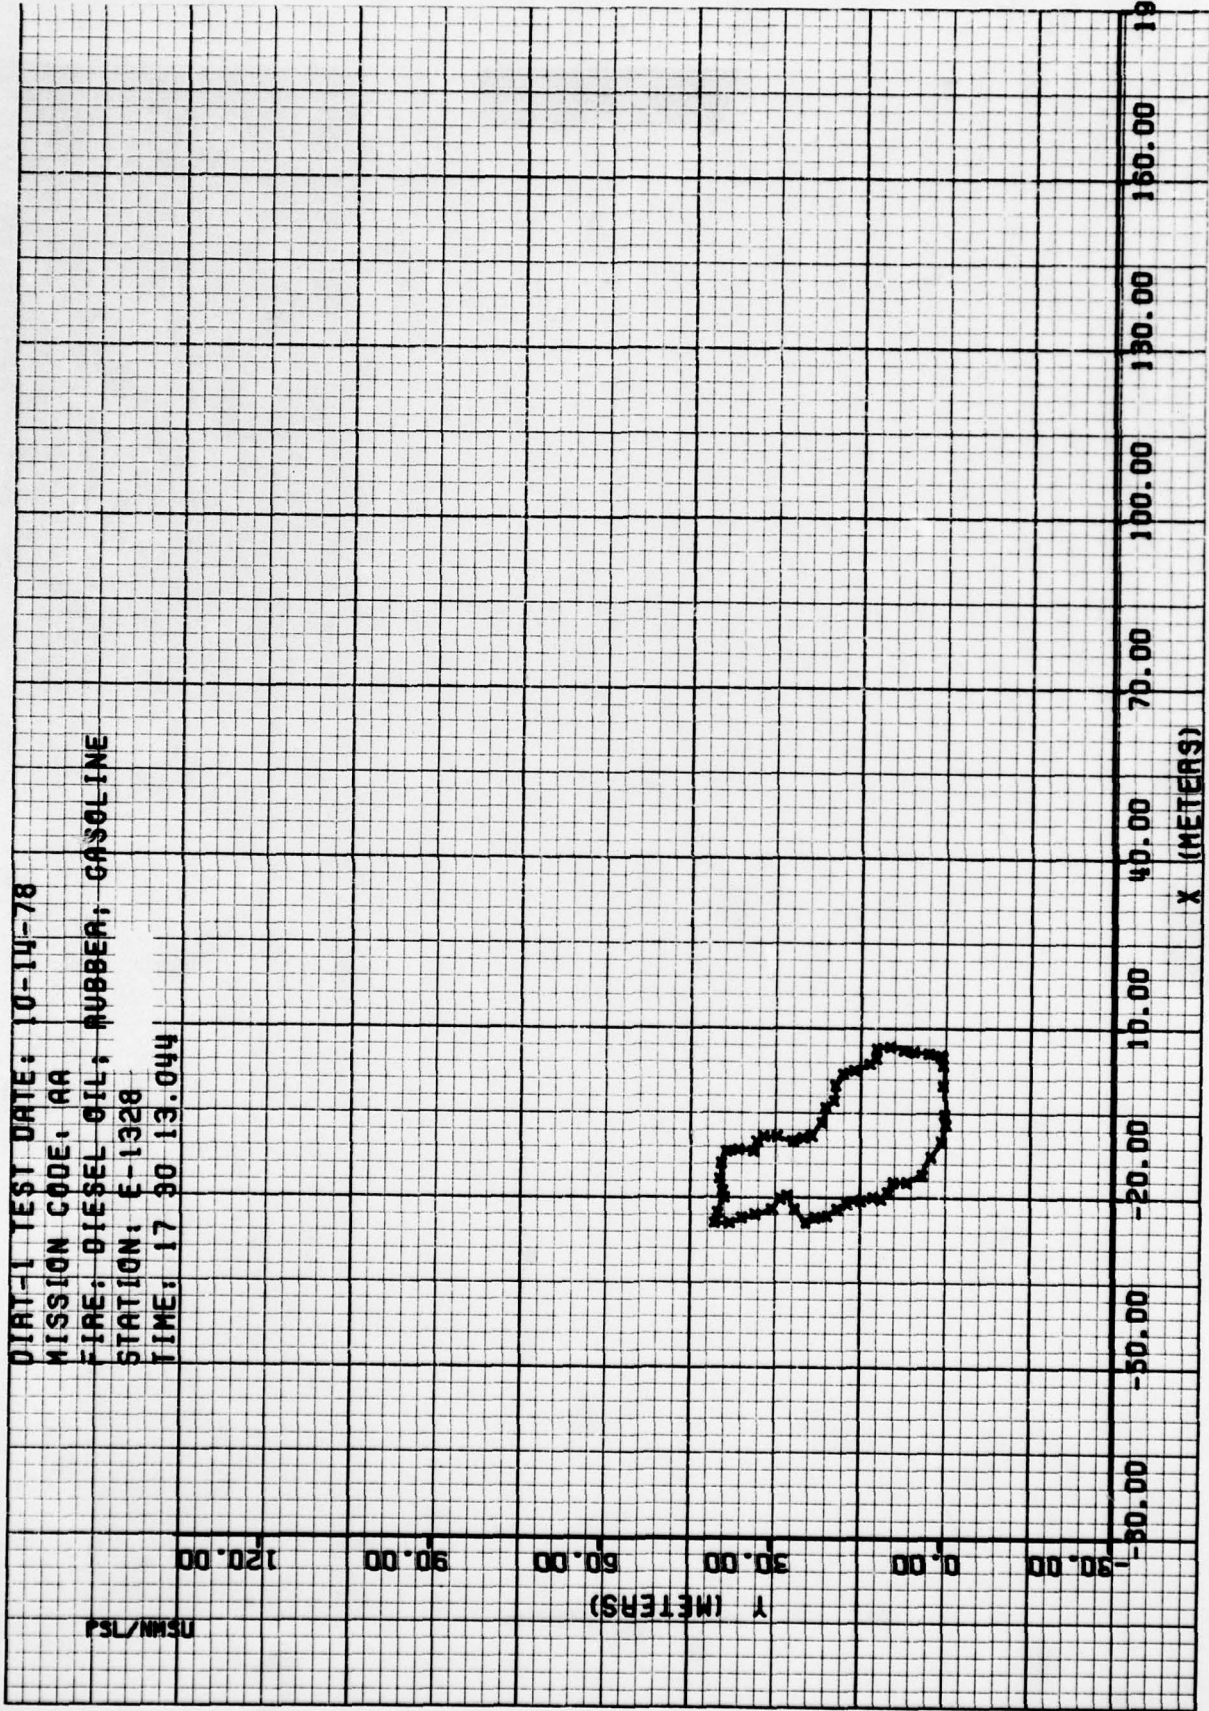 DIRT-1 TEST DATE: 10-14-78
MISSION CODE: AA
FIRE: DIESEL OIL; RUBBER; GASOLINE
STATION: E-1328
TIME: 17 30 13.044
PSL/NMSU
Y (METERS)
120.00
90.00
60.00
30.00
0.00
-30.00
-80.00 -50.00 -20.00 10.00 40.00 70.00 100.00 130.00 160.00 19
X (METERS)